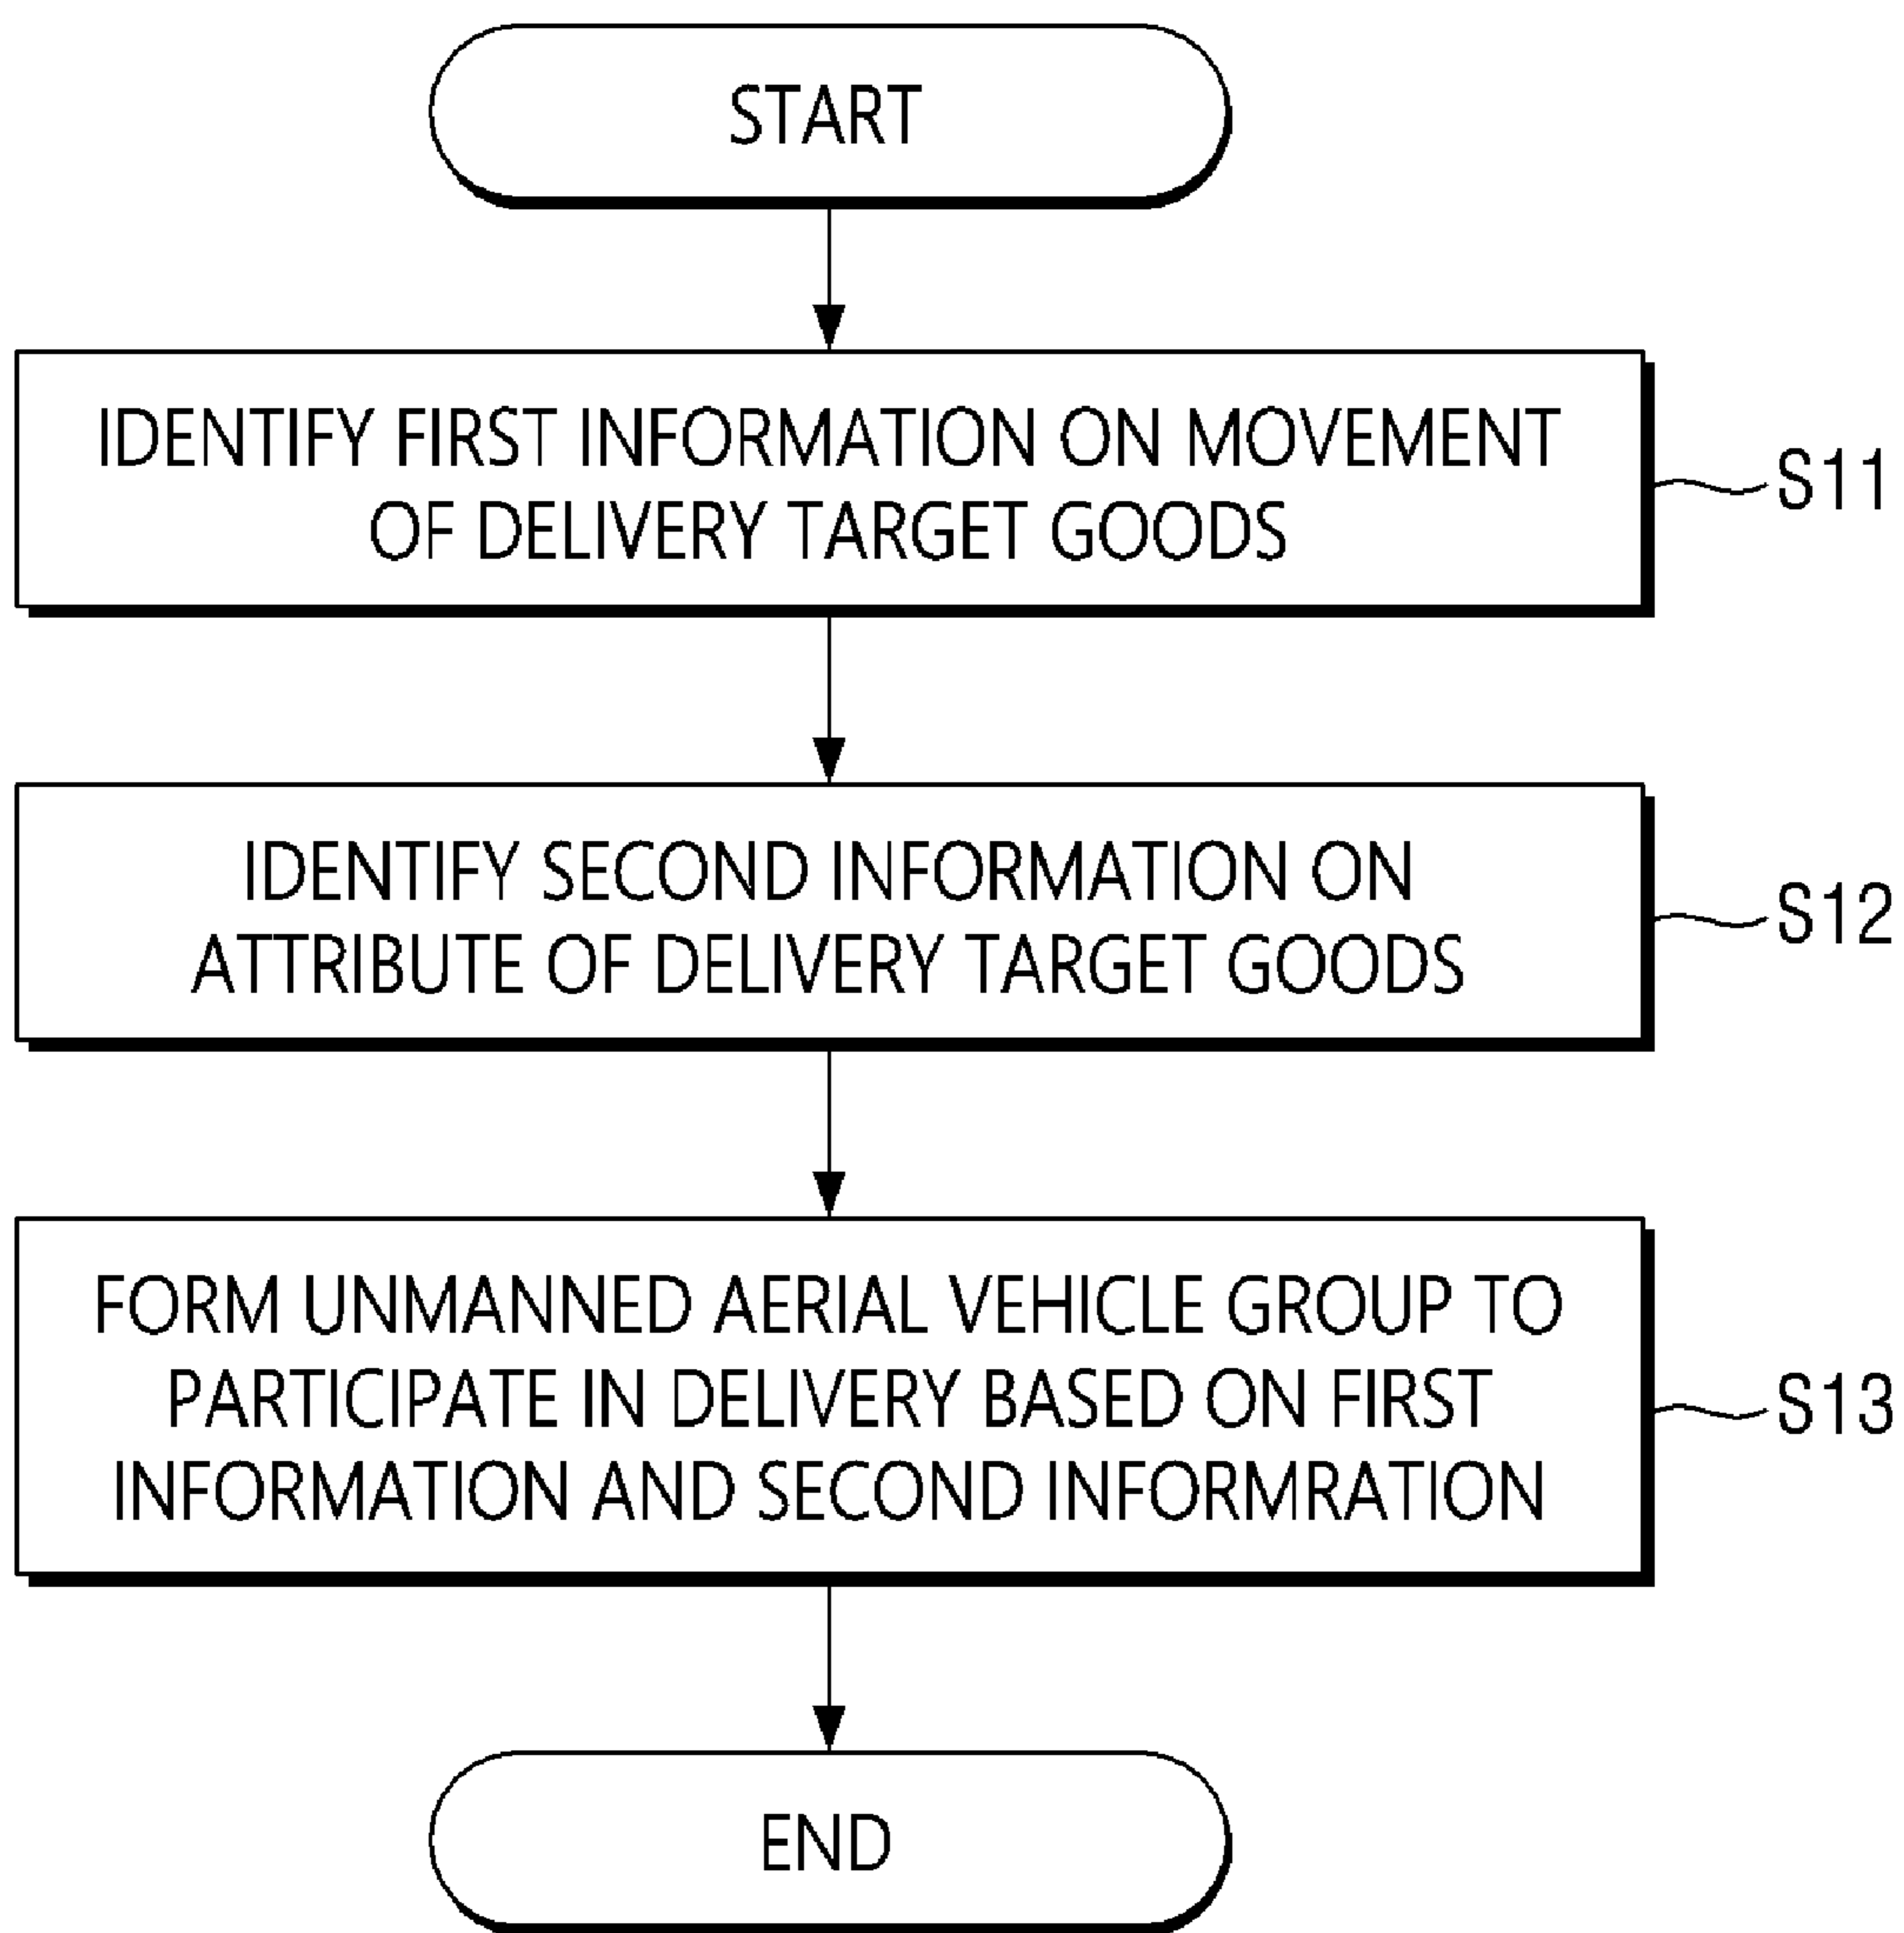 START
IDENTIFY FIRST INFORMATION ON MOVEMENT
OF DELIVERY TARGET GOODS
S11
IDENTIFY SECOND INFORMATION ON
ATTRIBUTE OF DELIVERY TARGET GOODS
S12
FORM UNMANNED AERIAL VEHICLE GROUP TO
PARTICIPATE IN DELIVERY BASED ON FIRST
INFORMATION AND SECOND INFORMRATION
S13
END